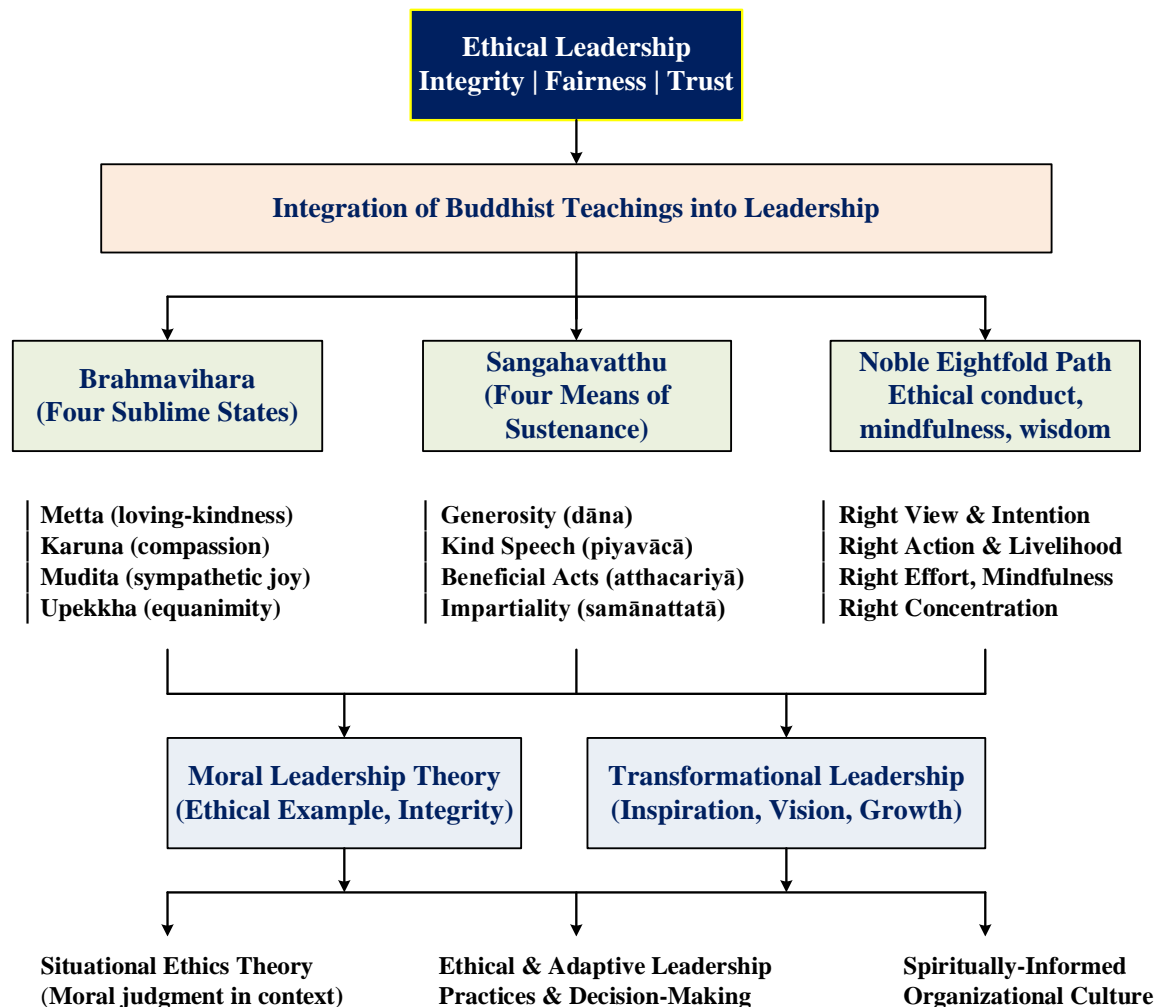 Ethical Leadership
Integrity | Fairness | Trust
Integration of Buddhist Teachings into Leadership
Brahmavihara
(Four Sublime States)
Sangahavatthu
(Four Means of
Sustenance)
Noble Eightfold Path
Ethical conduct,
mindfulness, wisdom
Metta (loving-kindness)
Karuna (compassion)
Mudita (sympathetic joy)
Upekkha (equanimity)
Generosity (dāna)
Kind Speech (piyavācā)
Beneficial Acts (atthacariyā)
Impartiality (samānattatā)
Right View & Intention
Right Action & Livelihood
Right Effort, Mindfulness
Right Concentration
Moral Leadership Theory
(Ethical Example, Integrity)
Transformational Leadership
(Inspiration, Vision, Growth)
Situational Ethics Theory
(Moral judgment in context)
Ethical & Adaptive Leadership
Practices & Decision-Making
Spiritually-Informed
Organizational Culture